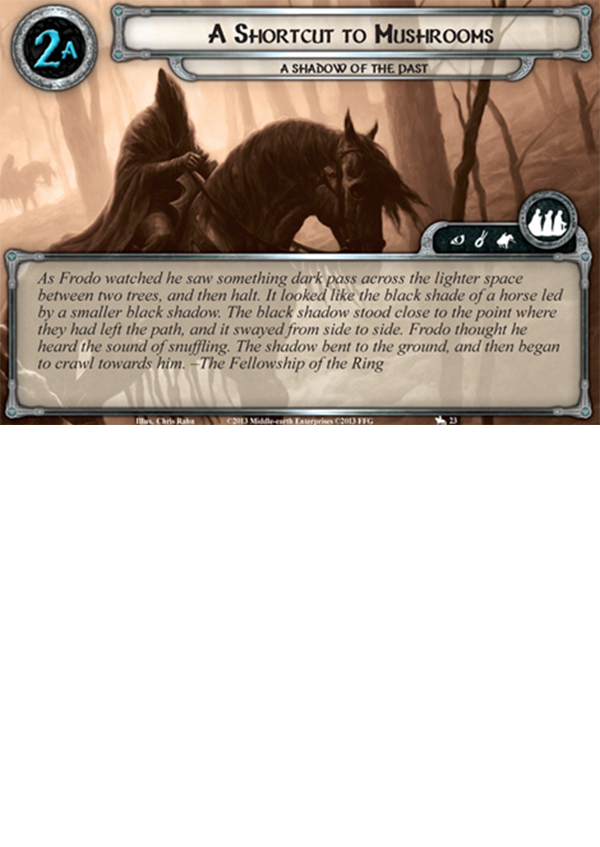 2A
A Shortcut to Mushrooms
A Shadow of the Past
As Frodo watched he saw something dark pass across the lighter space
between two trees, and then halt. It looked like the black shade of a horse led
by a smaller black shadow. The black shadow stood close to the point where
they had left the path, and it swayed from side to side. Frodo thought he
heard the sound of snuffling. The shadow bent to the ground, and then began
to crawl towards him. –The Fellowship of the Ring
Illus. Chris Rahn ©2013 Middle-earth Enterprises ©2013 FFG 23